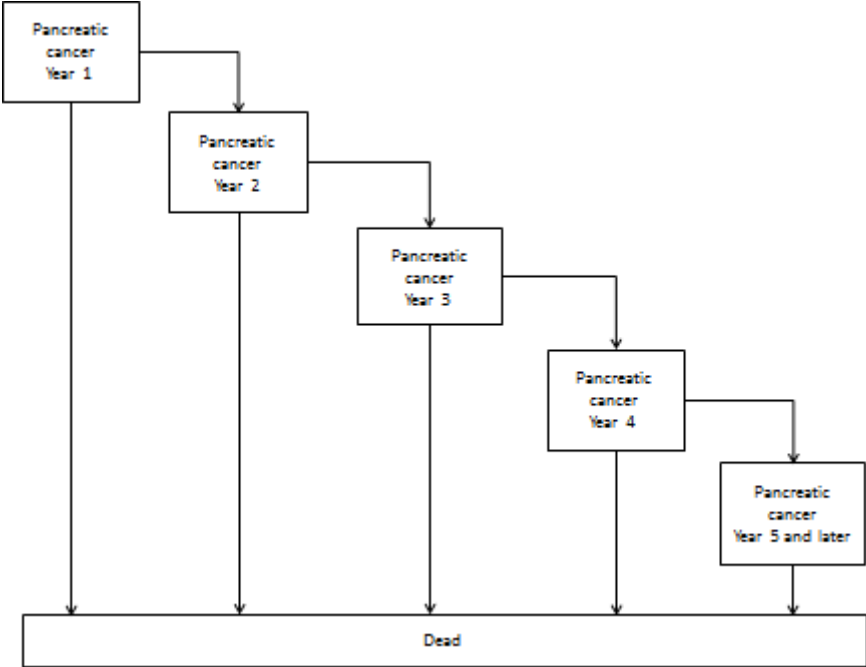 Pancreatic
cancer
Year 1
Pancreatic
cancer
Year 2
Pancreatic
cancer
Year 3
Pancreatic
cancer
Year 4
Pancreatic
cancer
Year 5 and later
Dead